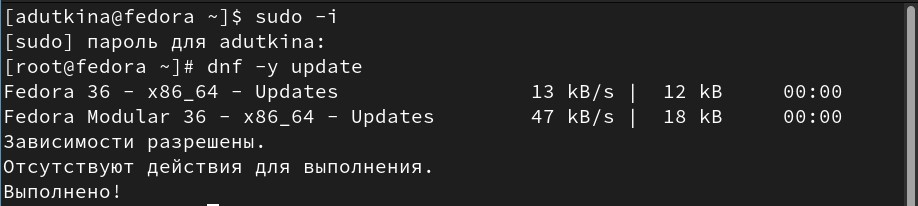 [adutkina@fedora ~]$ sudo -i
[sudo] пароль для adutkina:
[root@fedora ~]# dnf -y update
Fedora 36 - x86_64 - Updates 13 kB/s | 12 kB 00:00
Fedora Modular 36 - x86_64 - Updates 47 kB/s | 18 kB 00:00
Зависимости разрешены.
Отсутствуют действия для выполнения.
Выполнено!